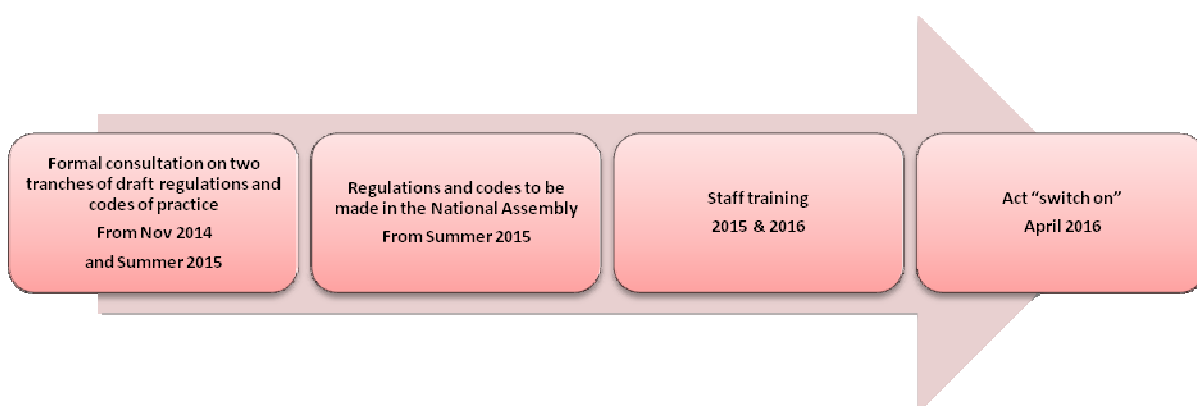 Formal consultation on two
tranches of draft regulations and
codes of practice
From Nov 2014
and Summer 2015
Regulations and codes to be
made in the National Assembly
From Summer 2015
Staff training
2015 & 2016
Act “switch on”
April 2016